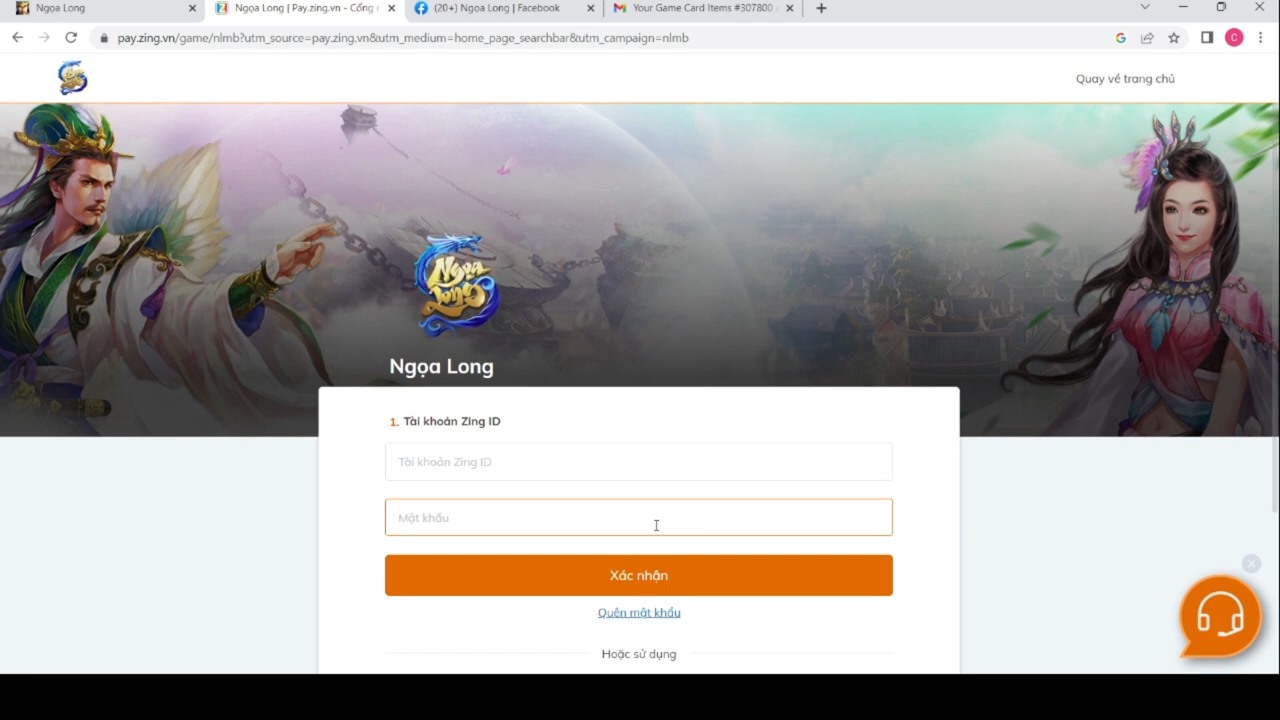 Ngọa Long
Ngọa Long | Pay.zing.vn - Cổng
(20+) Ngọa Long | Facebook
Your Game Card Items #307800
pay.zing.vn/game/nlmb?utm_source=pay.zing.vn&utm_medium=home_page_searchbar&utm_campaign=nlmb
C
Quay về trang chủ
Ngọa
Long
Ngọa Long
1. Tài khoản Zing ID
Tài khoản Zing ID
Mật khẩu
Xác nhận
Quên mật khẩu
Hoặc sử dụng